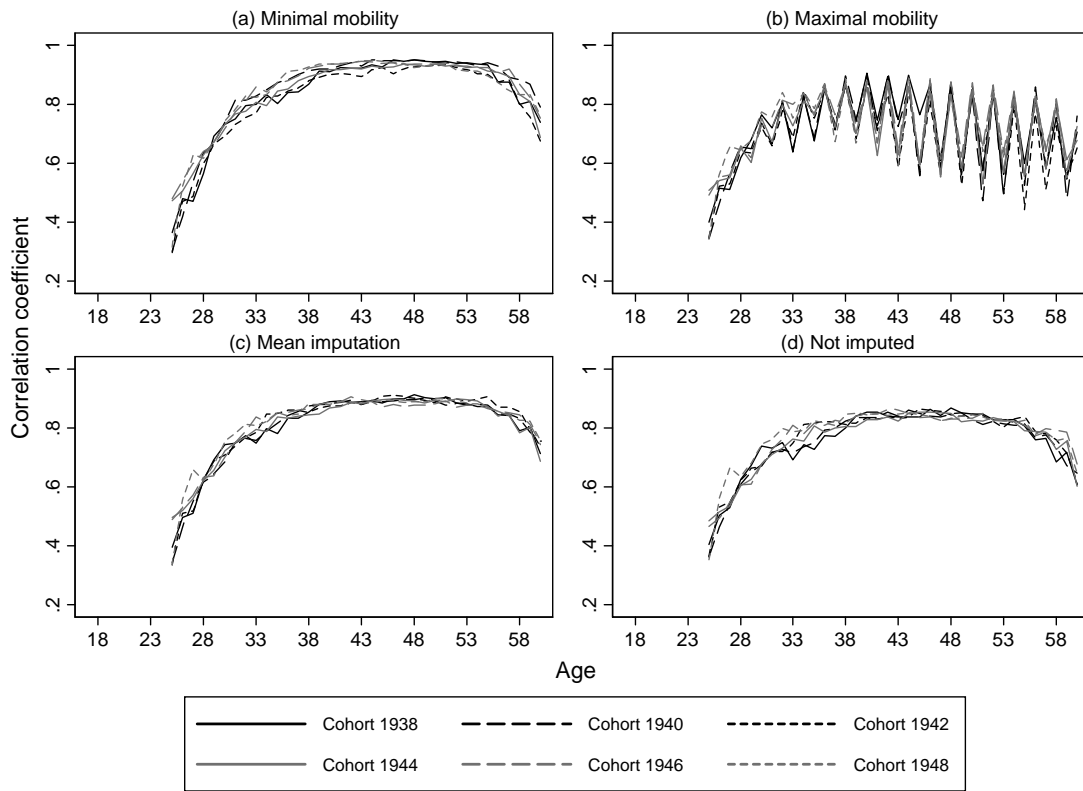 (a) Minimal mobility
(b) Maximal mobility
1
.8
.6
.4
.2
18 23 28 33 38 43 48 53 58
1
.8
.6
.4
.2
18 23 28 33 38 43 48 53 58
(c) Mean imputation
(d) Not imputed
1
.8
.6
.4
.2
18 23 28 33 38 43 48 53 58
1
.8
.6
.4
.2
18 23 28 33 38 43 48 53 58
Correlation coefficient
Age
Cohort 1938 Cohort 1940 Cohort 1942
Cohort 1944 Cohort 1946 Cohort 1948